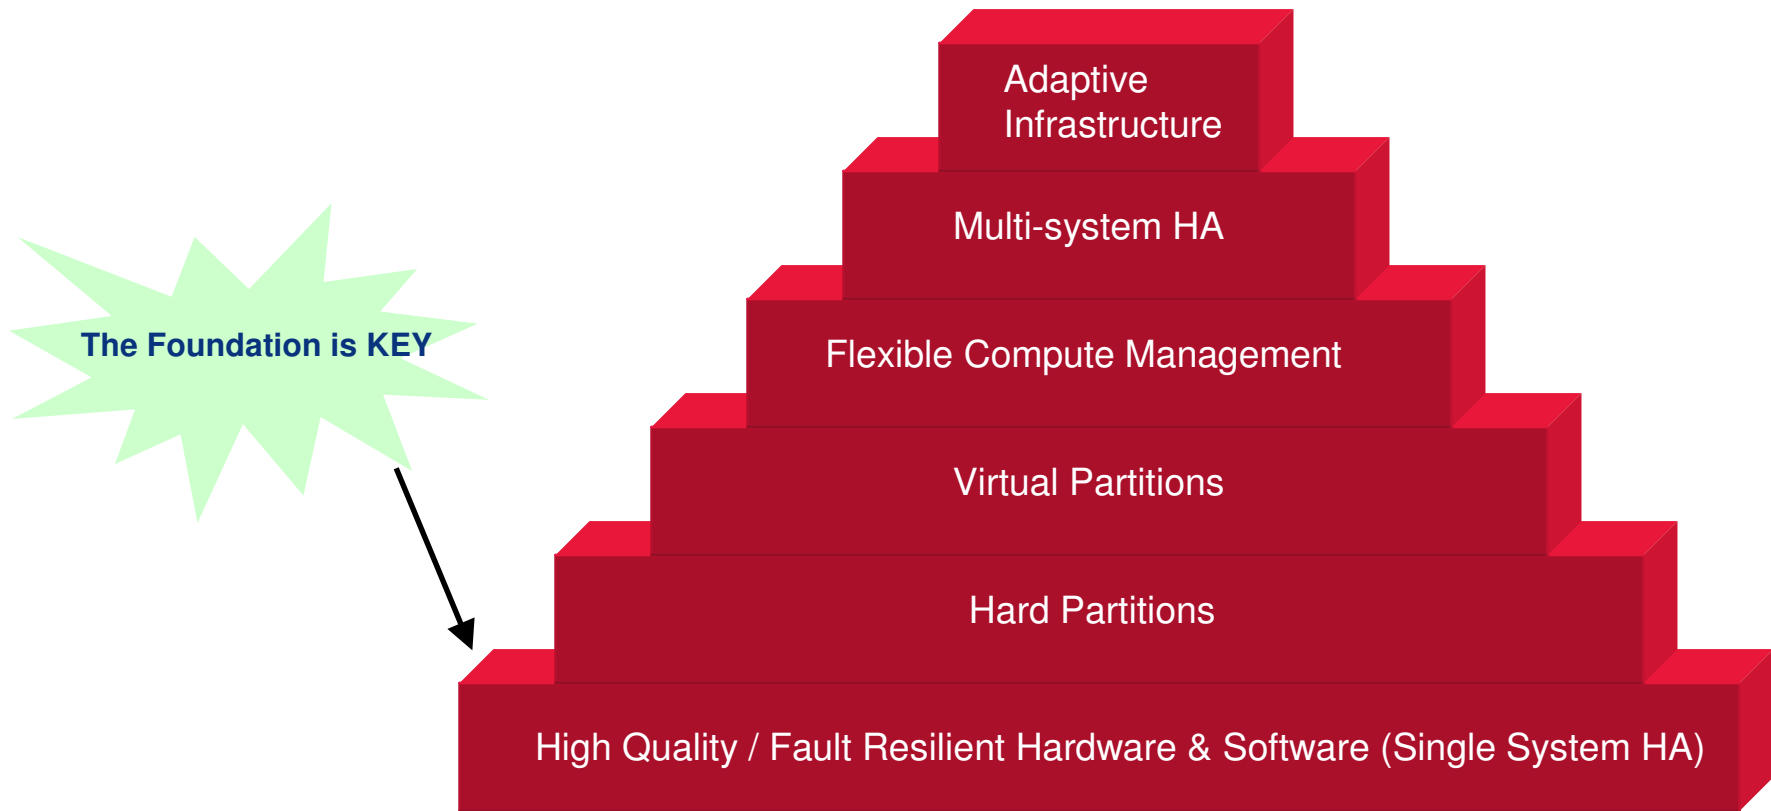 Adaptive
Infrastructure
Multi-system HA
The Foundation is KEY
Flexible Compute Management
Virtual Partitions
Hard Partitions
High Quality / Fault Resilient Hardware & Software (Single System HA)